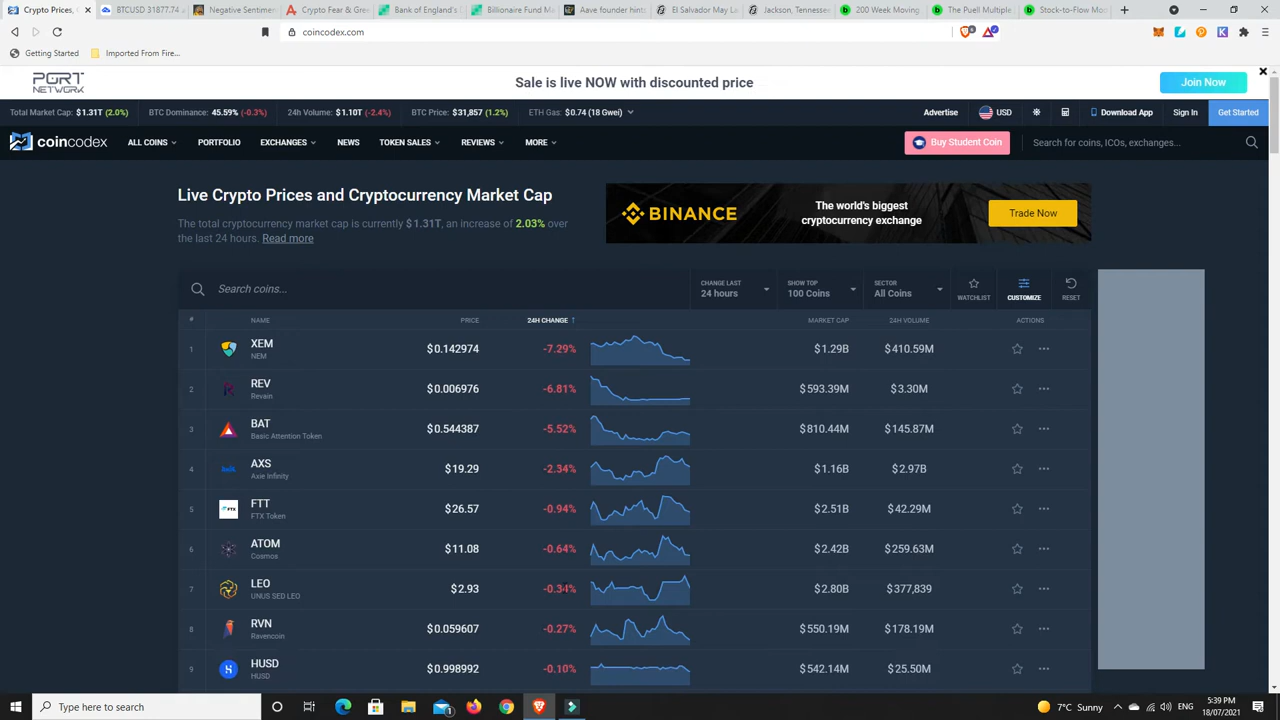 Crypto Prices, C
BTCUSD 31877.74
Negative Sentimen
Crypto Fear & Gree
Bank of England's
Billionaire Fund Ma
Aave founder hints
El Salvador May L
Jackson, Tennesse
200 Week Moving
The Puell Multiple
Stock-to-Flow Mod
coincodex.com
Getting Started
Imported From Fire...
PORT
NETWORK
Sale is live NOW with discounted price
Join Now
Total Market Cap: $1.31T (2.0%)
BTC Dominance: 45.59% (-0.3%)
24h Volume: $1.10T (-2.4%)
BTC Price: $31,857 (1.2%)
ETH Gas: $0.74 (18 Gwei)
Advertise
USD
Download App
Sign In
Get Started
coincodex
ALL COINS
PORTFOLIO
EXCHANGES
NEWS
TOKEN SALES
REVIEWS
MORE
Buy Student Coin
Search for coins, ICOs, exchanges...
Live Crypto Prices and Cryptocurrency Market Cap
The total cryptocurrency market cap is currently $1.31T, an increase of 2.03% over
the last 24 hours. Read more
BINANCE
The world's biggest
cryptocurrency exchange
Trade Now
Search coins...
CHANGE LAST
24 hours
SHOW TOP
100 Coins
SECTOR
All Coins
WATCHLIST
CUSTOMIZE
RESET
# NAME PRICE 24H CHANGE ↑ MARKET CAP 24H VOLUME ACTIONS
1 XEM $0.142974 -7.29% $1.29B $410.59M
NEM
2 REV $0.006976 -6.81% $593.39M $3.30M
Revain
3 BAT $0.544387 -5.52% $810.44M $145.87M
Basic Attention Token
4 AXS $19.29 -2.34% $1.16B $2.97B
Axie Infinity
5 FTT $26.57 -0.94% $2.51B $42.29M
FTX Token
6 ATOM $11.08 -0.64% $2.42B $259.63M
Cosmos
7 LEO $2.93 -0.34% $2.80B $377,839
UNUS SED LEO
8 RVN $0.059607 -0.27% $550.19M $178.19M
Ravencoin
9 HUSD $0.998992 -0.10% $542.14M $25.50M
HUSD
Type here to search
7°C Sunny
ENG
5:39 PM
18/07/2021